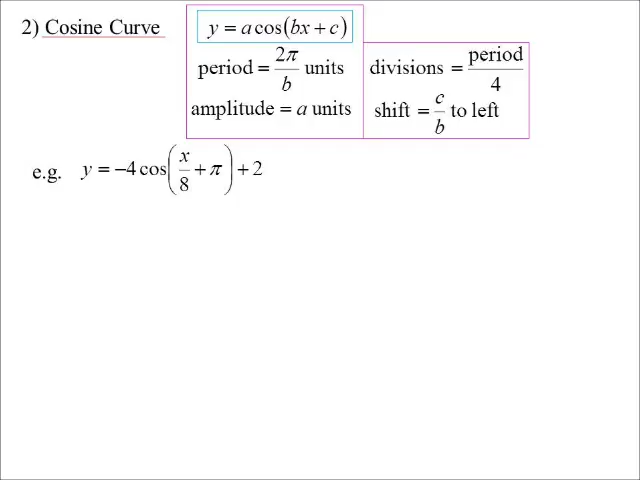 2) Cosine Curve
y = a cos(bx + c)
period = 2π/b units
amplitude = a units
divisions = period/4
shift = c/b to left
e.g. y = −4 cos(x/8 + π) + 2